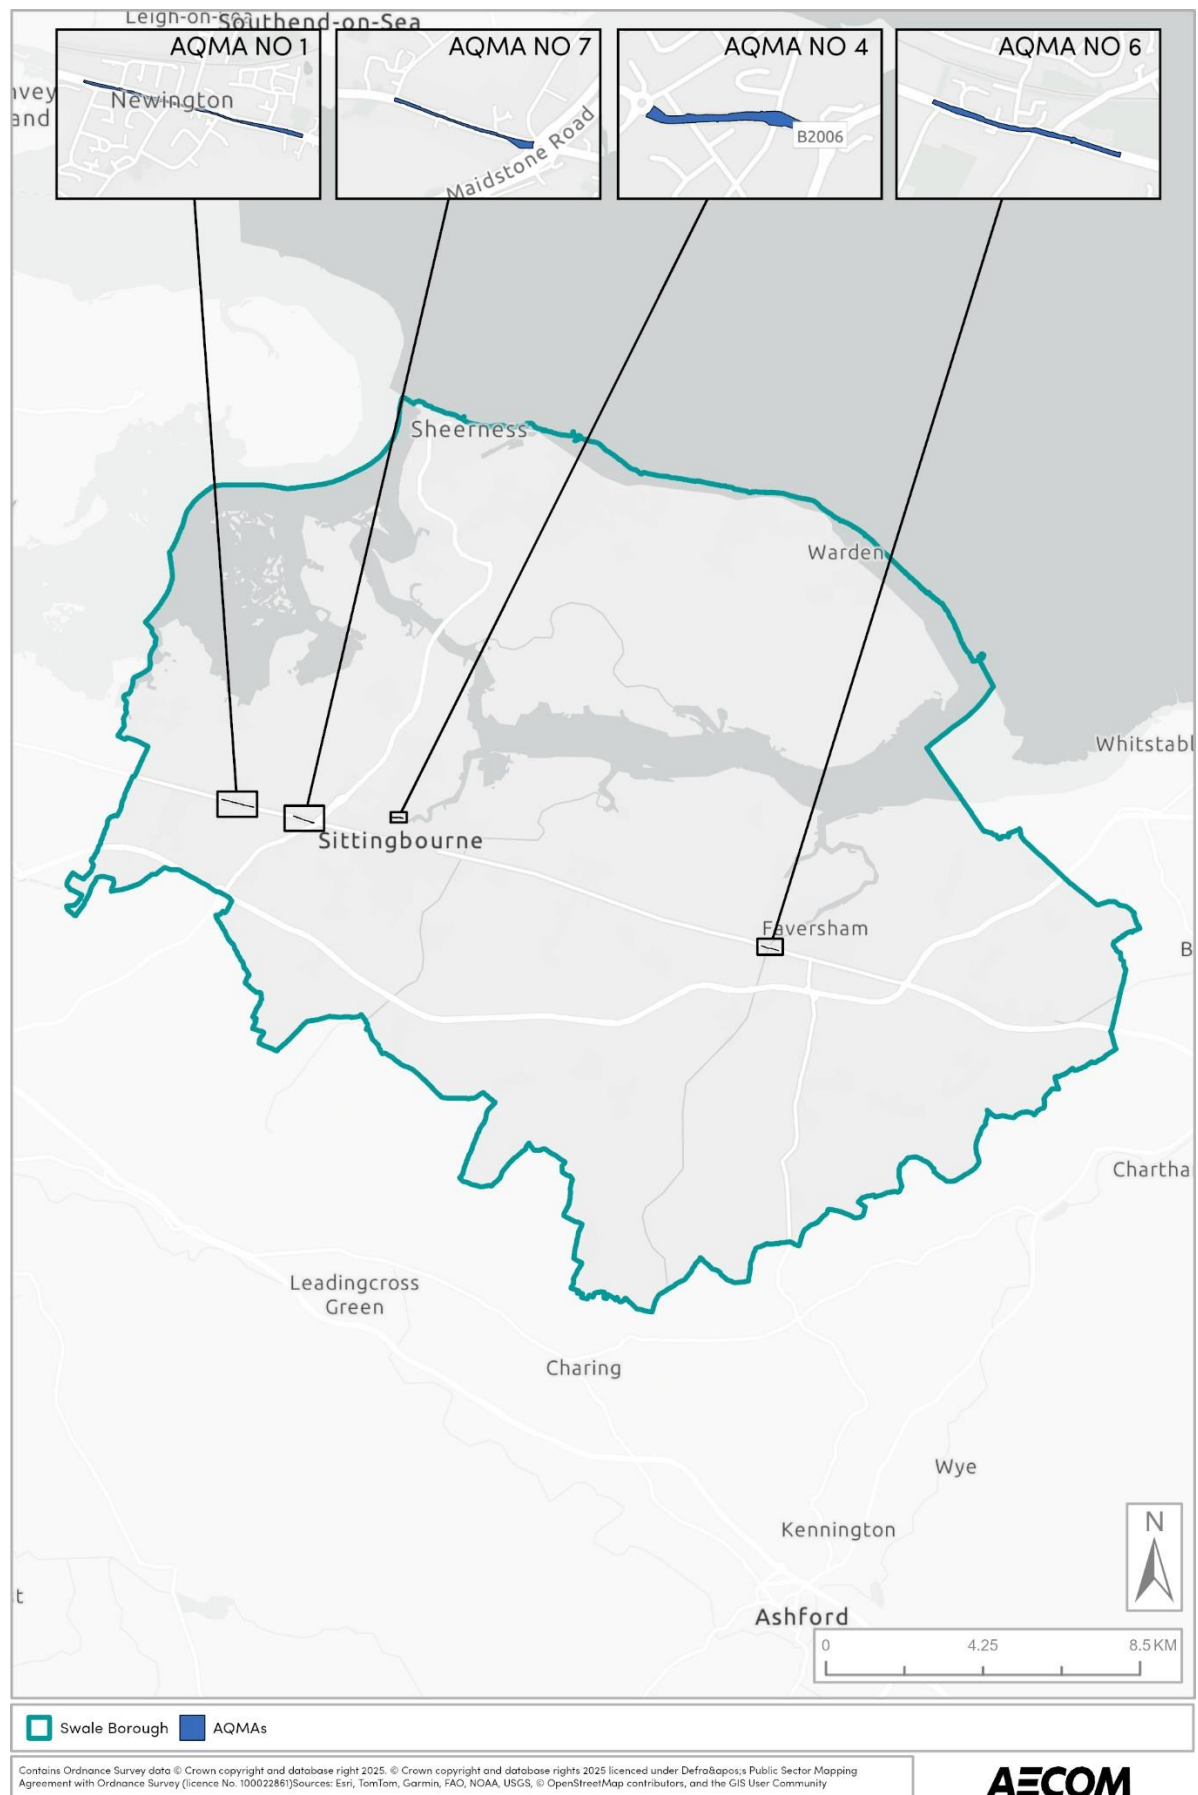 Leigh-on-Sea
Southend-on-Sea
AQMA NO 1
AQMA NO 7
AQMA NO 4
AQMA NO 6
Newington
Maidstone Road
B2006
vey
and
Sheerness
Warden
Whitstabl
Sittingbourne
Faversham
B
Chartha
Leadingcross
Green
Charing
Wye
Kennington
Ashford
t
N
0 4.25 8.5 KM
Swale Borough AQMAs
Contains Ordnance Survey data © Crown copyright and database right 2025. © Crown copyright and database rights 2025 licenced under Defra&apos;s Public Sector Mapping
Agreement with Ordnance Survey (licence No. 100022861)Sources: Esri, TomTom, Garmin, FAO, NOAA, USGS, © OpenStreetMap contributors, and the GIS User Community
AECOM